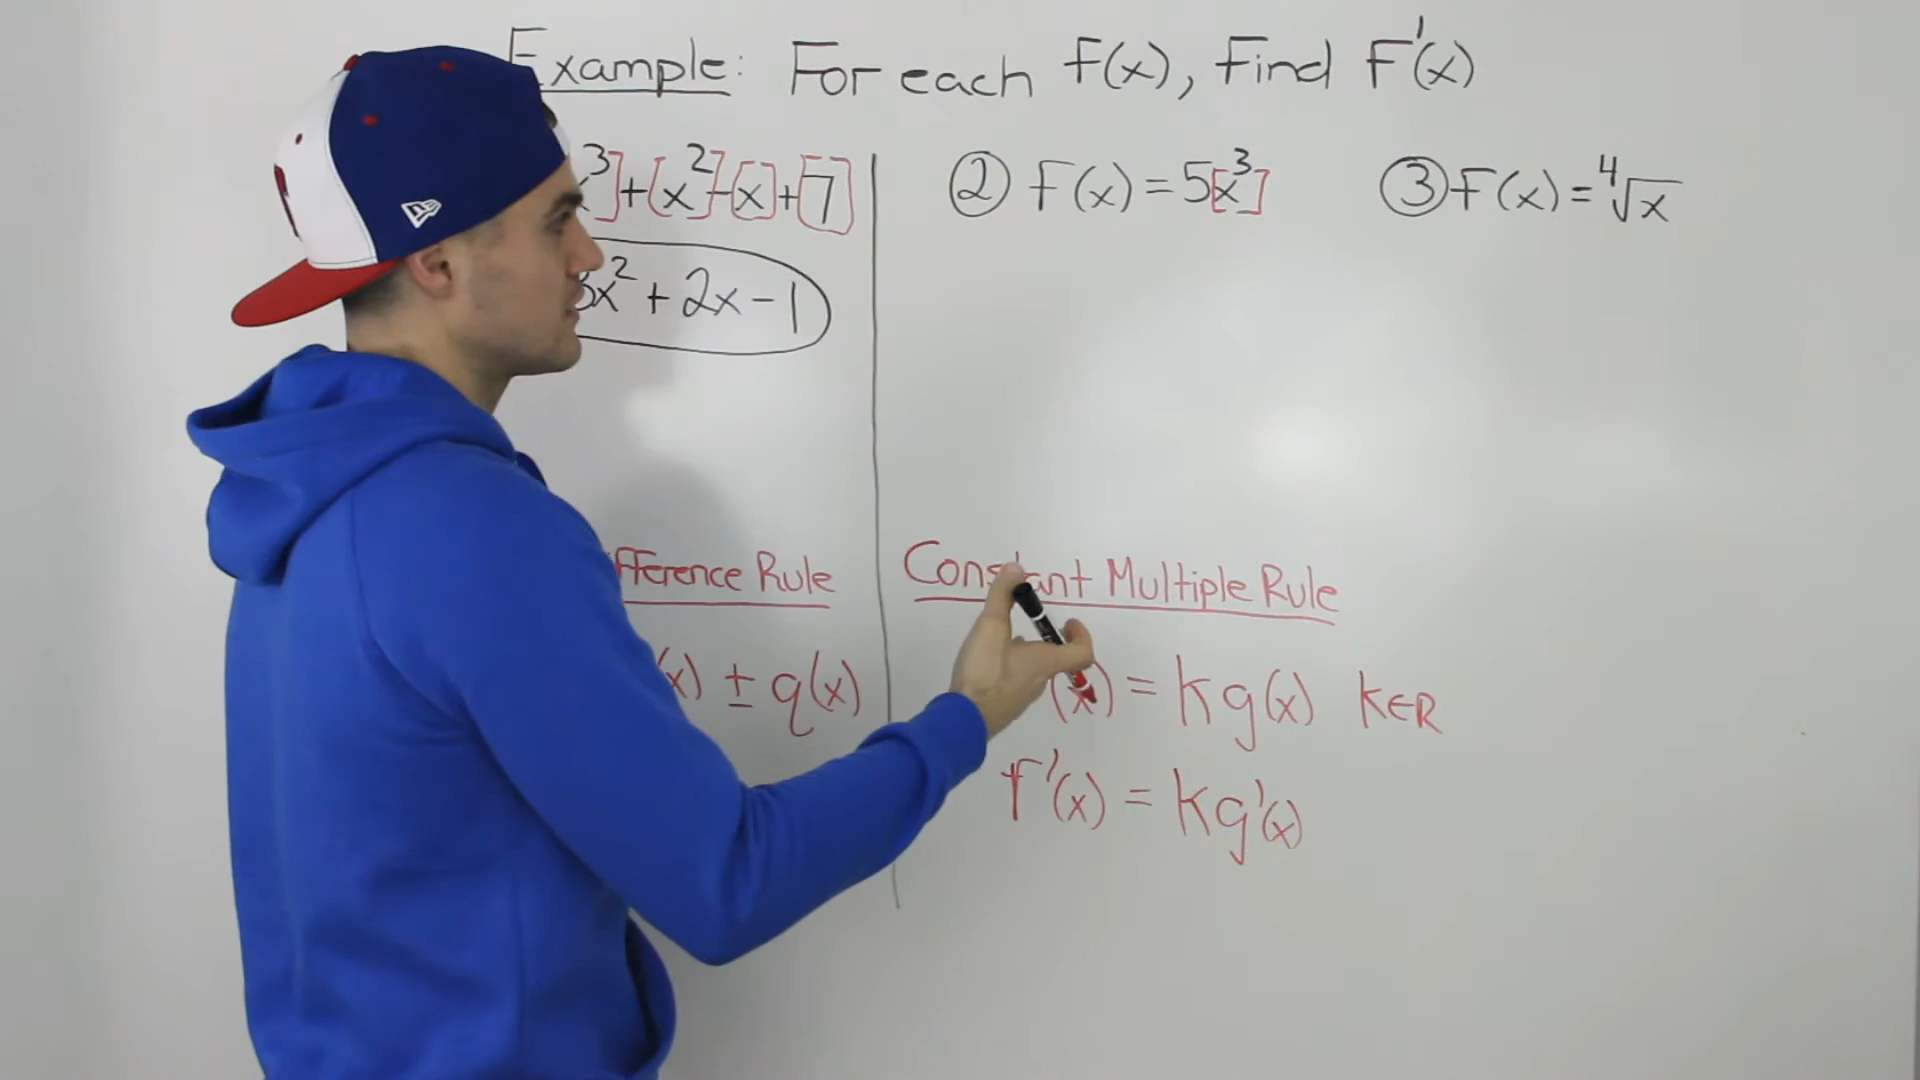 Example: For each f(x), Find F'(x)
³]+[x²]-[x]+[7]
3x² + 2x - 1
② F(x) = 5[x³]
③ F(x) = ⁴√x
fference Rule
(x) ± q(x)
Constant Multiple Rule
(x) = kg(x) k∈R
f'(x) = kg'(x)